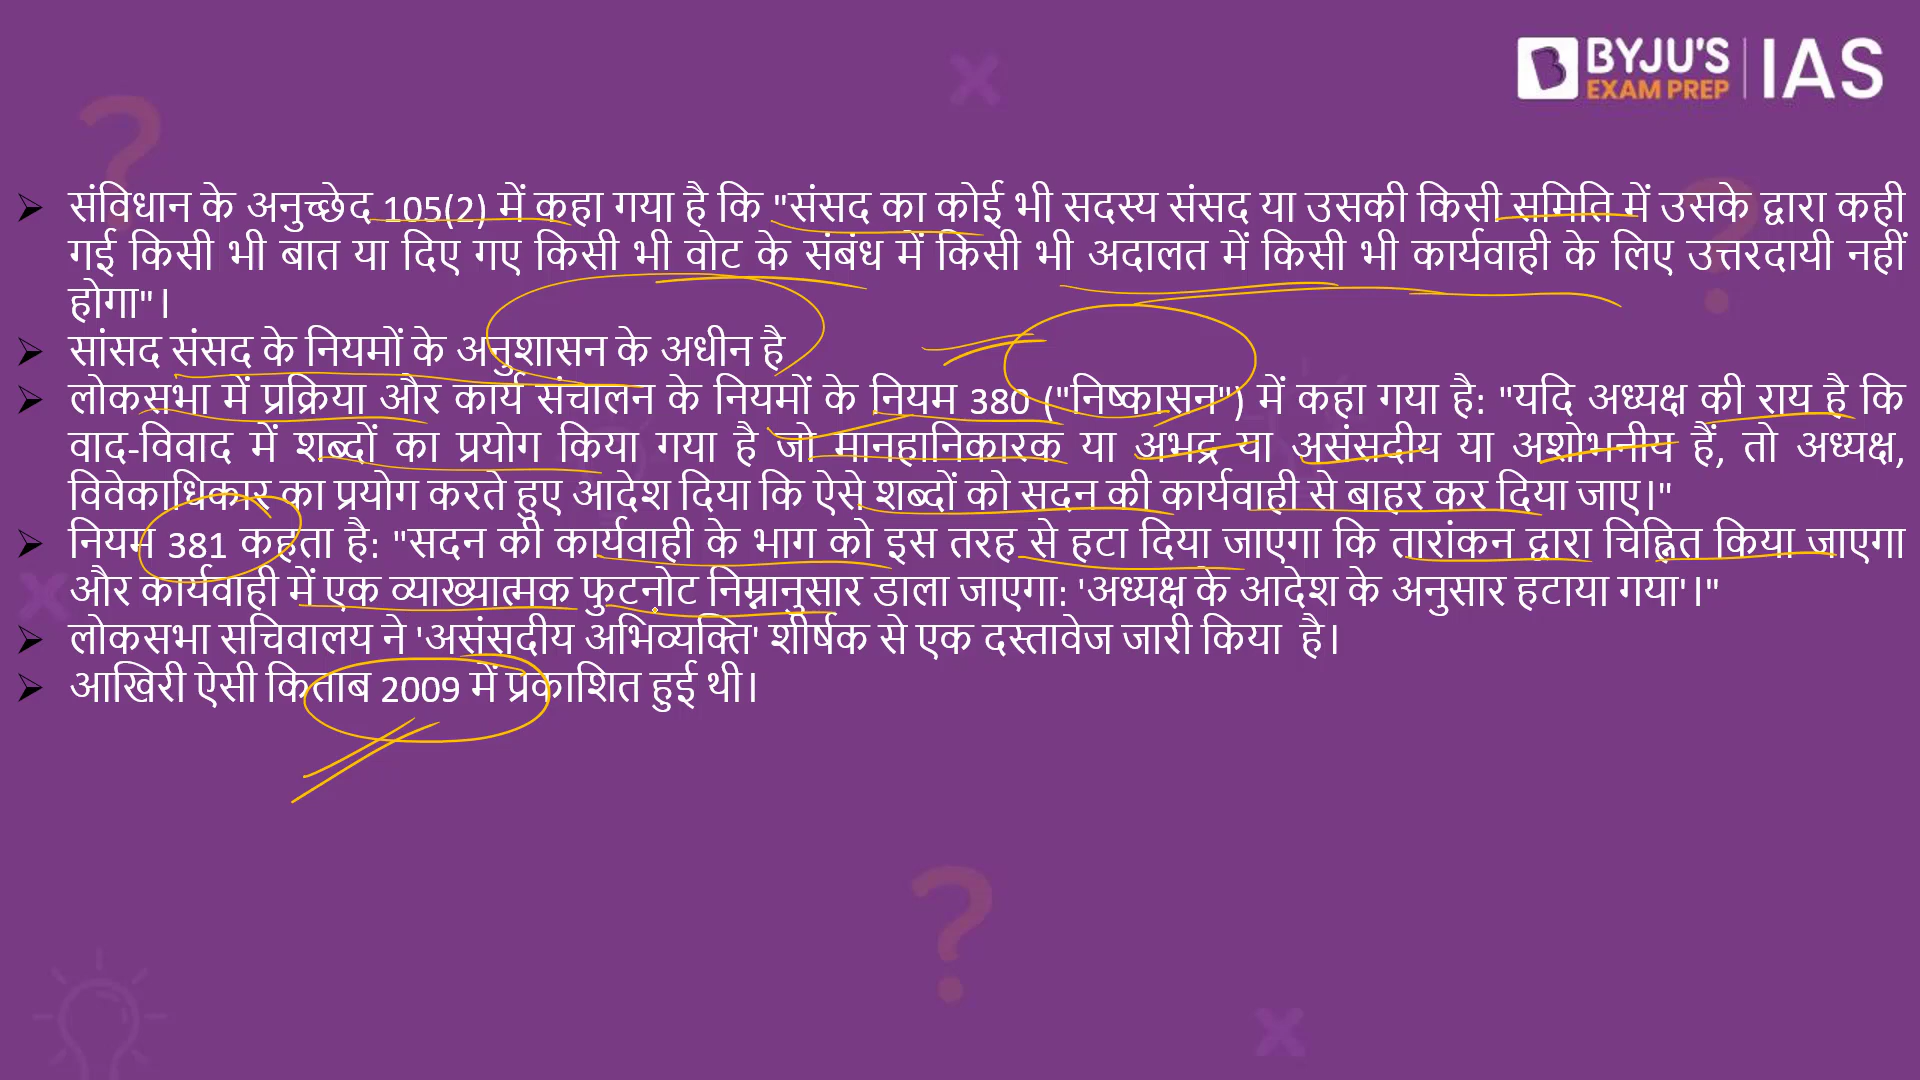 BYJU'S
EXAM PREP
IAS
संविधान के अनुच्छेद 105(2) में कहा गया है कि "संसद का कोई भी सदस्य संसद या उसकी किसी समिति में उसके द्वारा कही
गई किसी भी बात या दिए गए किसी भी वोट के संबंध में किसी भी अदालत में किसी भी कार्यवाही के लिए उत्तरदायी नहीं
होगा"।
सांसद संसद के नियमों के अनुशासन के अधीन है
लोकसभा में प्रक्रिया और कार्य संचालन के नियमों के नियम 380 ("निष्कासन") में कहा गया है: "यदि अध्यक्ष की राय है कि
वाद-विवाद में शब्दों का प्रयोग किया गया है जो मानहानिकारक या अभद्र या असंसदीय या अशोभनीय हैं, तो अध्यक्ष,
विवेकाधिकार का प्रयोग करते हुए आदेश दिया कि ऐसे शब्दों को सदन की कार्यवाही से बाहर कर दिया जाए।"
नियम 381 कहता है: "सदन की कार्यवाही के भाग को इस तरह से हटा दिया जाएगा कि तारांकन द्वारा चिह्नित किया जाएगा
और कार्यवाही में एक व्याख्यात्मक फुटनोट निम्नानुसार डाला जाएगा: 'अध्यक्ष के आदेश के अनुसार हटाया गया'।"
लोकसभा सचिवालय ने 'असंसदीय अभिव्यक्ति' शीर्षक से एक दस्तावेज जारी किया है।
आखिरी ऐसी किताब 2009 में प्रकाशित हुई थी।